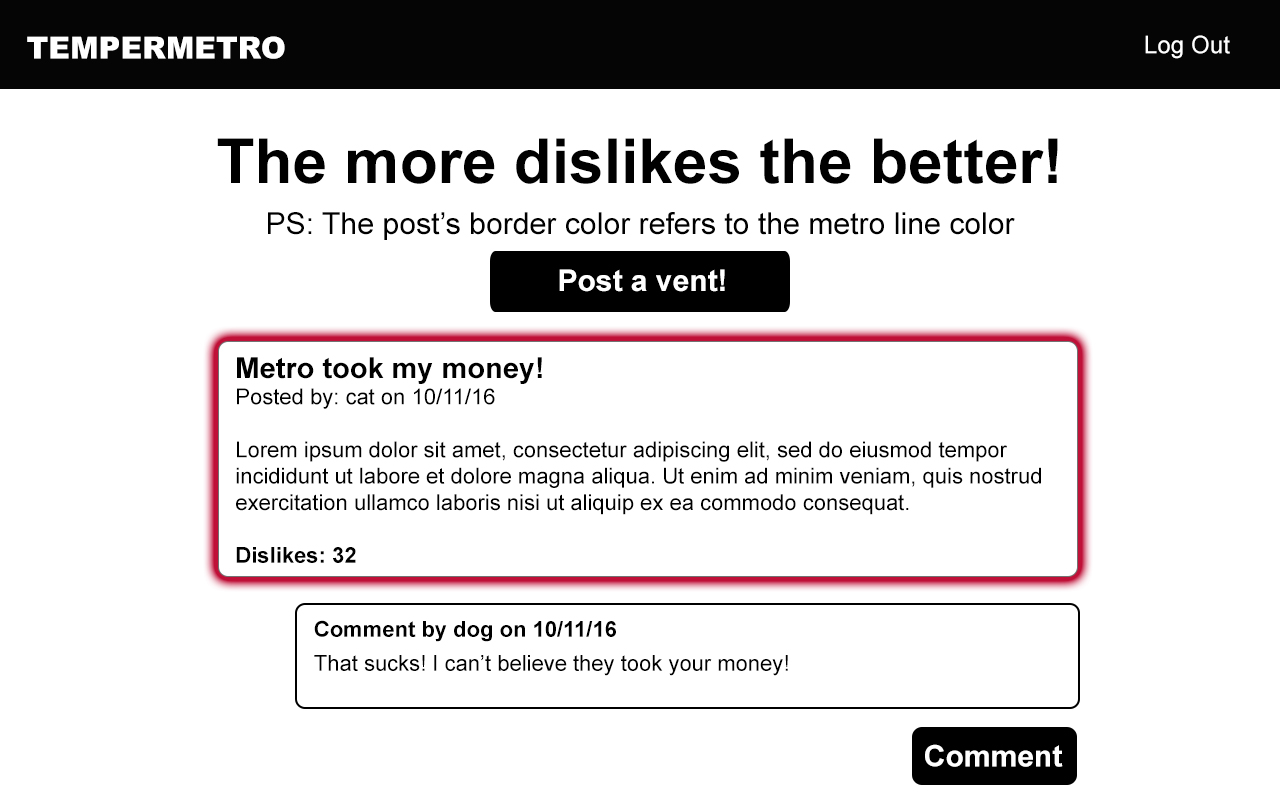 TEMPERMETRO
Log Out
The more dislikes the better!
PS: The post’s border color refers to the metro line color
Post a vent!
Metro took my money!
Posted by: cat on 10/11/16
Lorem ipsum dolor sit amet, consectetur adipiscing elit, sed do eiusmod tempor
incididunt ut labore et dolore magna aliqua. Ut enim ad minim veniam, quis nostrud
exercitation ullamco laboris nisi ut aliquip ex ea commodo consequat.
Dislikes: 32
Comment by dog on 10/11/16
That sucks! I can’t believe they took your money!
Comment